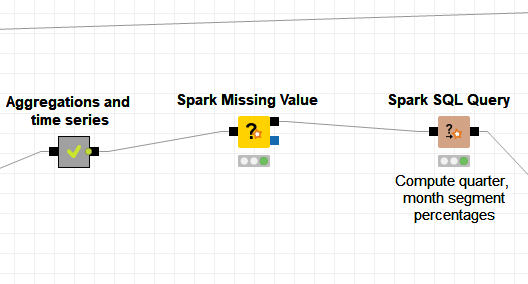 Aggregations and
time series
Spark Missing Value
?
Spark SQL Query
?
Compute quarter,
month segment
percentages